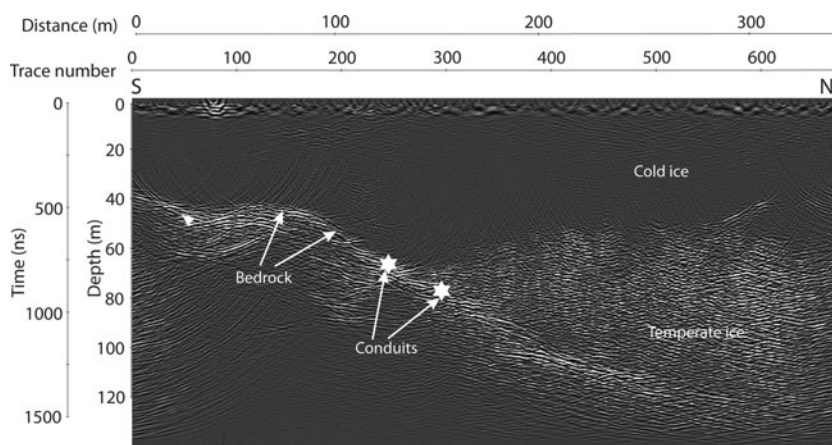 Distance (m)
0 100 200 300
Trace number
0 100 200 300 400 500 600
S N
Time (ns)
0
500
1000
1500
Depth (m)
0
20
40
60
80
100
120
Cold ice
Bedrock
Temperate ice
Conduits